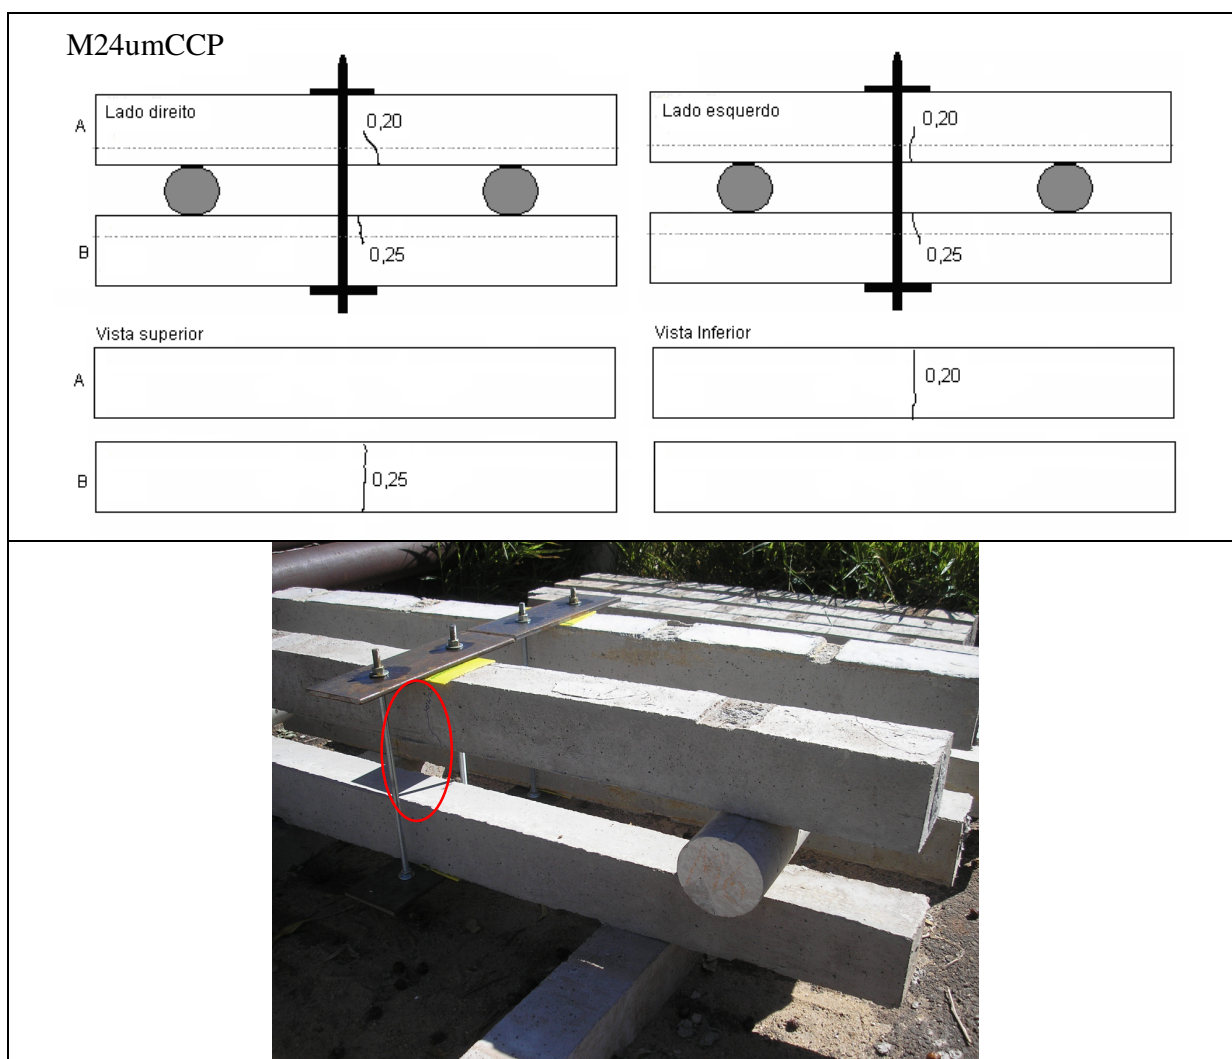 M24umCCP
Lado direito
A
0,20
B
0,25
Lado esquerdo
0,20
0,25
Vista superior
A
B
0,25
Vista Inferior
0,20